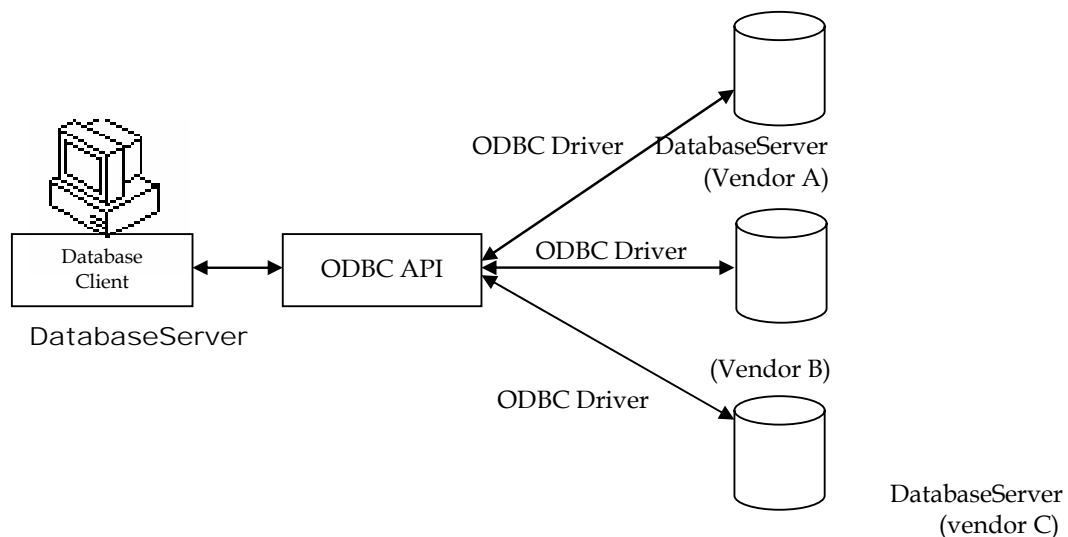 ODBC Driver
DatabaseServer
(Vendor A)
Database
Client
ODBC API
ODBC Driver
DatabaseServer
(Vendor B)
ODBC Driver
DatabaseServer
(vendor C)